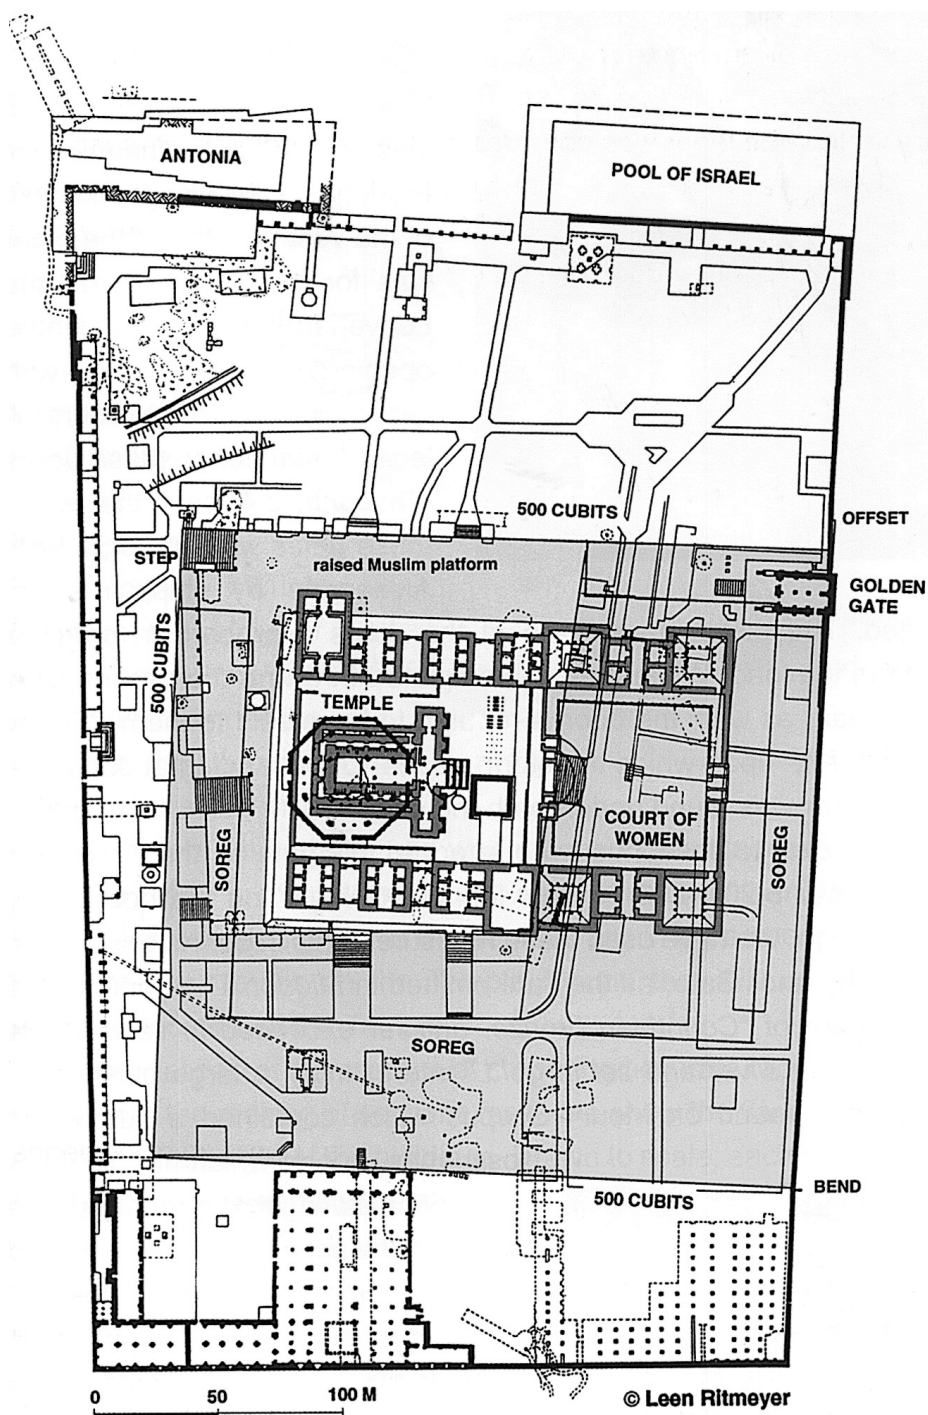 ANTONIA
POOL OF ISRAEL
500 CUBITS
OFFSET
STEP
raised Muslim platform
GOLDEN
GATE
500 CUBITS
TEMPLE
COURT OF
WOMEN
SOREG
SOREG
SOREG
BEND
500 CUBITS
0 50 100 M
© Leen Ritmeyer